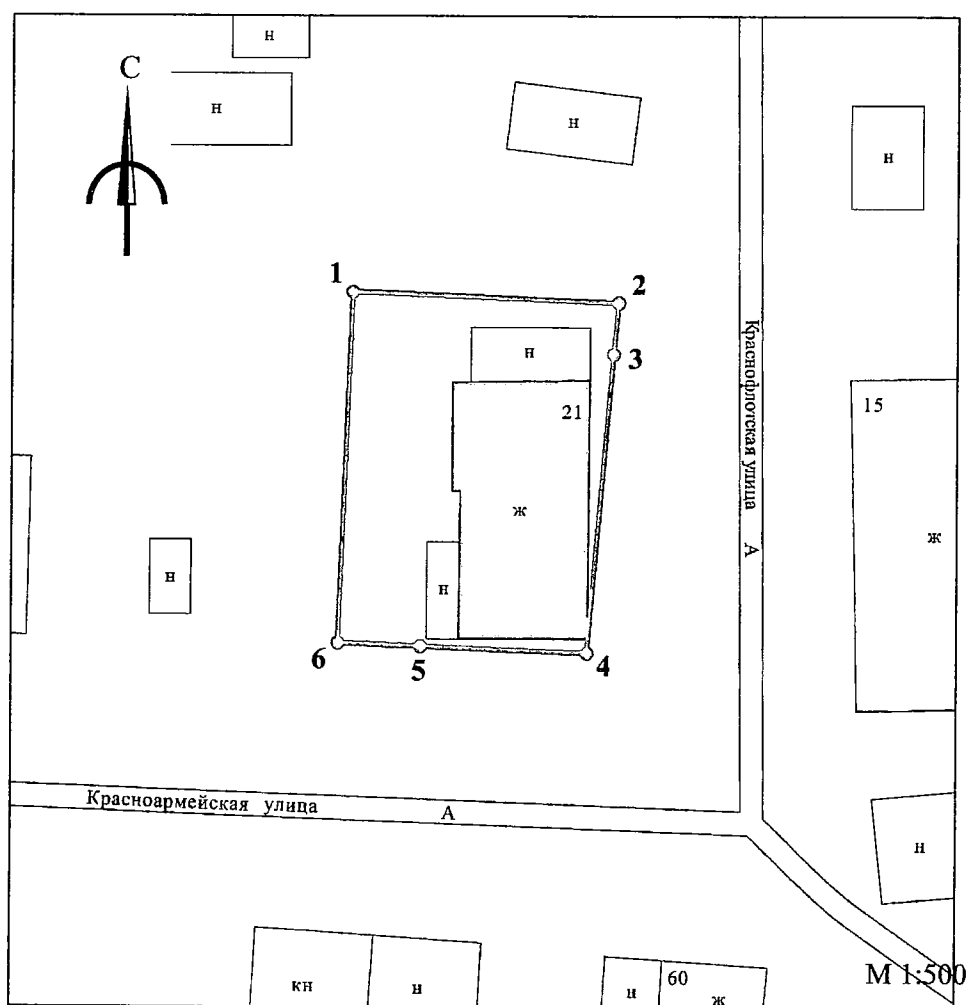 н
С
н
н
н
1
2
3
н
Краснофлотская улица А
21
15
ж
ж
н
н
6
5
4
Красноармейская улица А
н
М 1:500
кн
н
н
60
ж